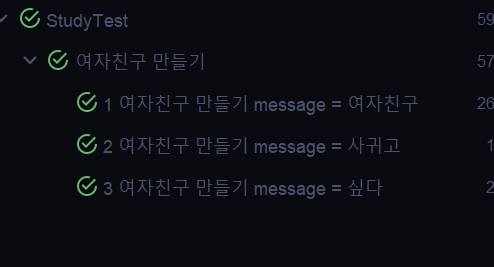 StudyTest 59
여자친구 만들기 57
1 여자친구 만들기 message = 여자친구 26
2 여자친구 만들기 message = 사귀고 1
3 여자친구 만들기 message = 싶다 2